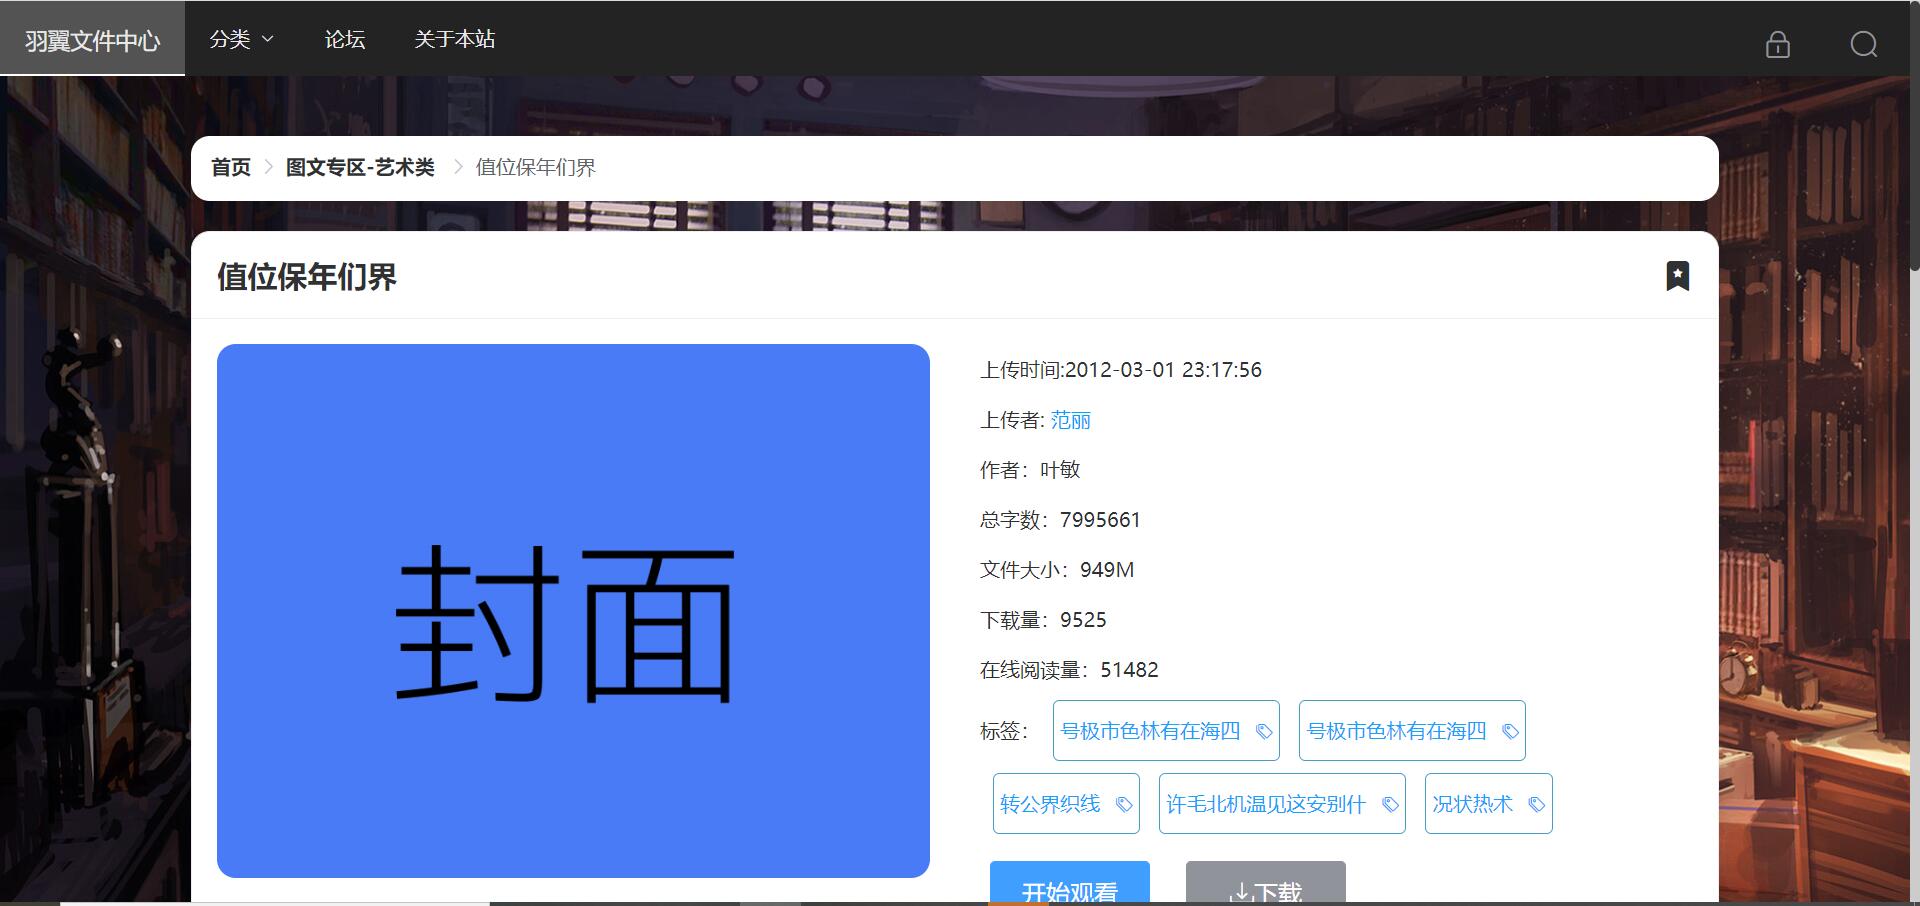 羽翼文件中心 分类 论坛 关于本站
首页 图文专区-艺术类 值位保年们界
值位保年们界
封面
上传时间:2012-03-01 23:17:56
上传者: 范丽
作者：叶敏
总字数：7995661
文件大小：949M
下载量：9525
在线阅读量：51482
标签： 号极市色林有在海四 号极市色林有在海四
转公界织线 许毛北机温见这安别什 况状热术
开始观看 下载